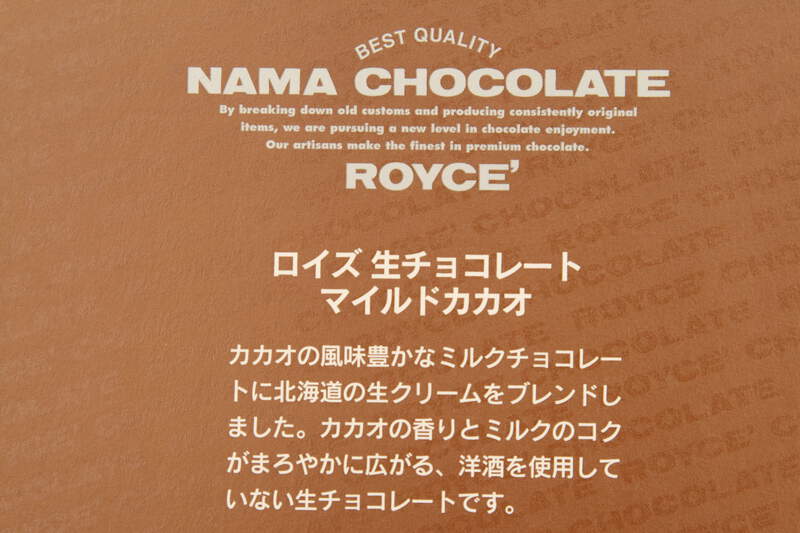 BEST QUALITY
NAMA CHOCOLATE
By breaking down old customs and producing consistently original
items, we are pursuing a new level in chocolate enjoyment.
Our artisans make the finest in premium chocolate.
ROYCE'
ロイズ 生チョコレート
マイルドカカオ
カカオの風味豊かなミルクチョコレー
トに北海道の生クリームをブレンドし
ました。カカオの香りとミルクのコク
がまろやかに広がる、洋酒を使用して
いない生チョコレートです。